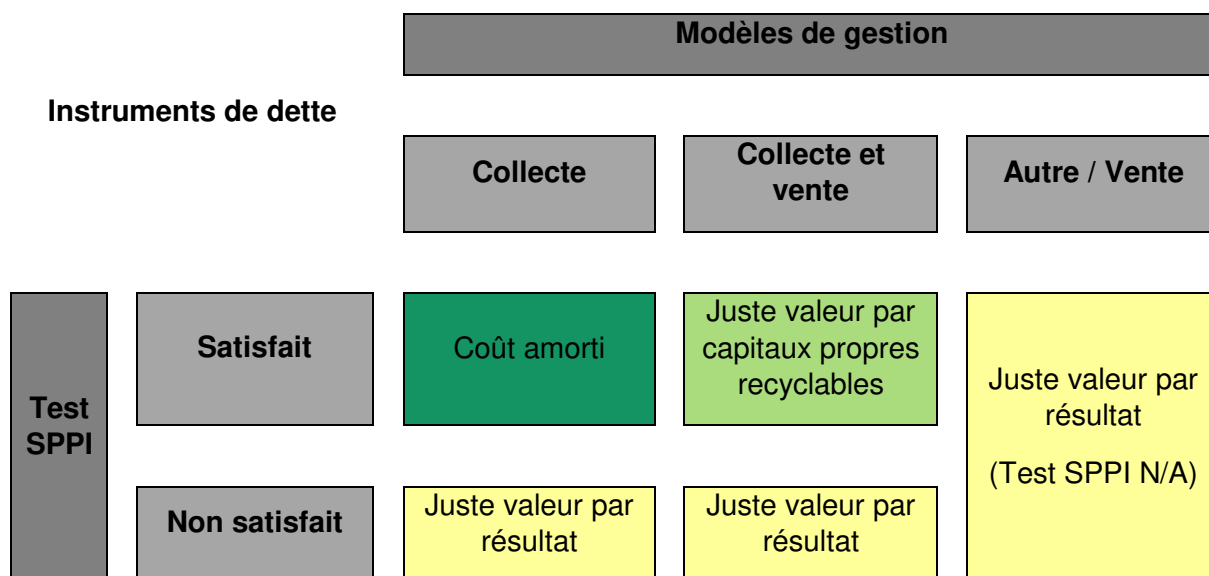 Modèles de gestion
Instruments de dette
Collecte
Collecte et
vente
Autre / Vente
Test
SPPI
Satisfait
Coût amorti
Juste valeur par
capitaux propres
recyclables
Juste valeur par
résultat
(Test SPPI N/A)
Non satisfait
Juste valeur par
résultat
Juste valeur par
résultat